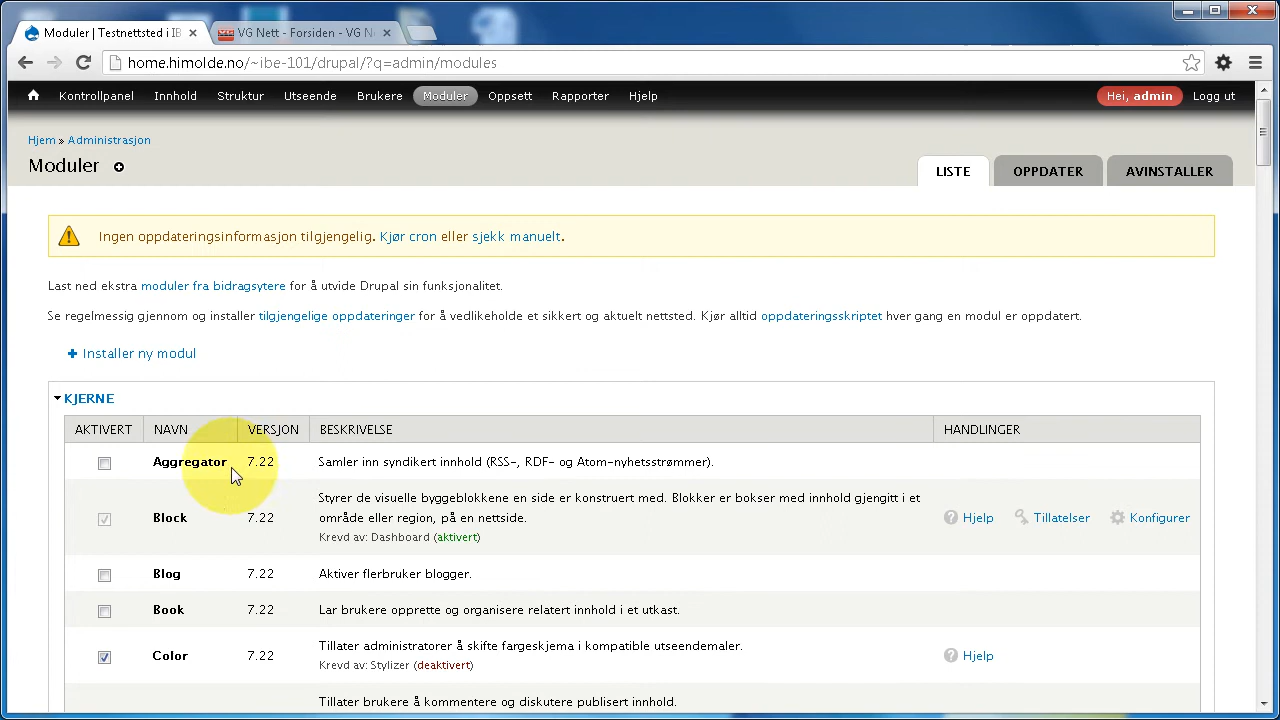 Moduler | Testnettsted i IB
VG Nett - Forsiden - VG N
home.himolde.no/~ibe-101/drupal/?q=admin/modules
Kontrollpanel Innhold Struktur Utseende Brukere Moduler Oppsett Rapporter Hjelp Hei, admin Logg ut
Hjem » Administrasjon
Moduler
LISTE OPPDATER AVINSTALLER
Ingen oppdateringsinformasjon tilgjengelig. Kjør cron eller sjekk manuelt.
Last ned ekstra moduler fra bidragsytere for å utvide Drupal sin funksjonalitet.
Se regelmessig gjennom og installer tilgjengelige oppdateringer for å vedlikeholde et sikkert og aktuelt nettsted. Kjør alltid oppdateringsskriptet hver gang en modul er oppdatert.
+ Installer ny modul
KJERNE
AKTIVERT NAVN VERSJON BESKRIVELSE HANDLINGER
Aggregator 7.22 Samler inn syndikert innhold (RSS-, RDF- og Atom-nyhetsstrømmer).
Styrer de visuelle byggeblokkene en side er konstruert med. Blokker er bokser med innhold gjengitt i et
Block 7.22 område eller region, på en nettside. Hjelp Tillatelser Konfigurer
Krevd av: Dashboard (aktivert)
Blog 7.22 Aktiver flerbruker blogger.
Book 7.22 Lar brukere opprette og organisere relatert innhold i et utkast.
Tillater administratorer å skifte fargeskjema i kompatible utseendemaler.
Color 7.22 Hjelp
Krevd av: Stylizer (deaktivert)
Tillater brukere å kommentere og diskutere publisert innhold.